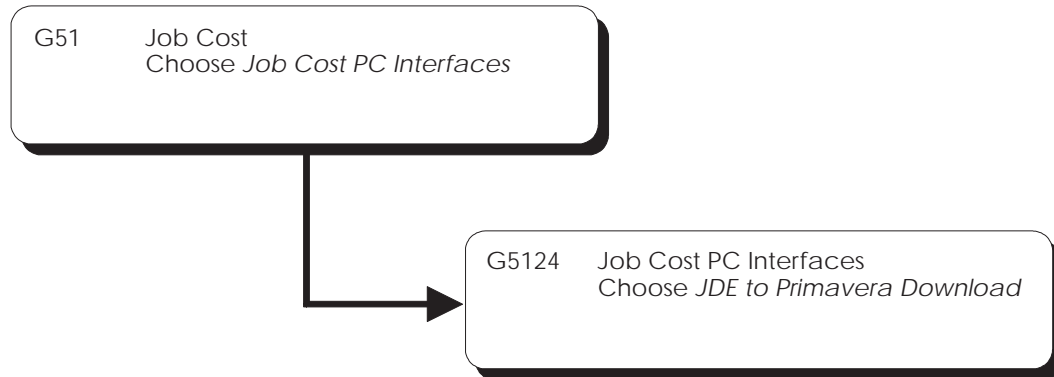 G51 Job Cost
Choose Job Cost PC Interfaces
G5124 Job Cost PC Interfaces
Choose JDE to Primavera Download